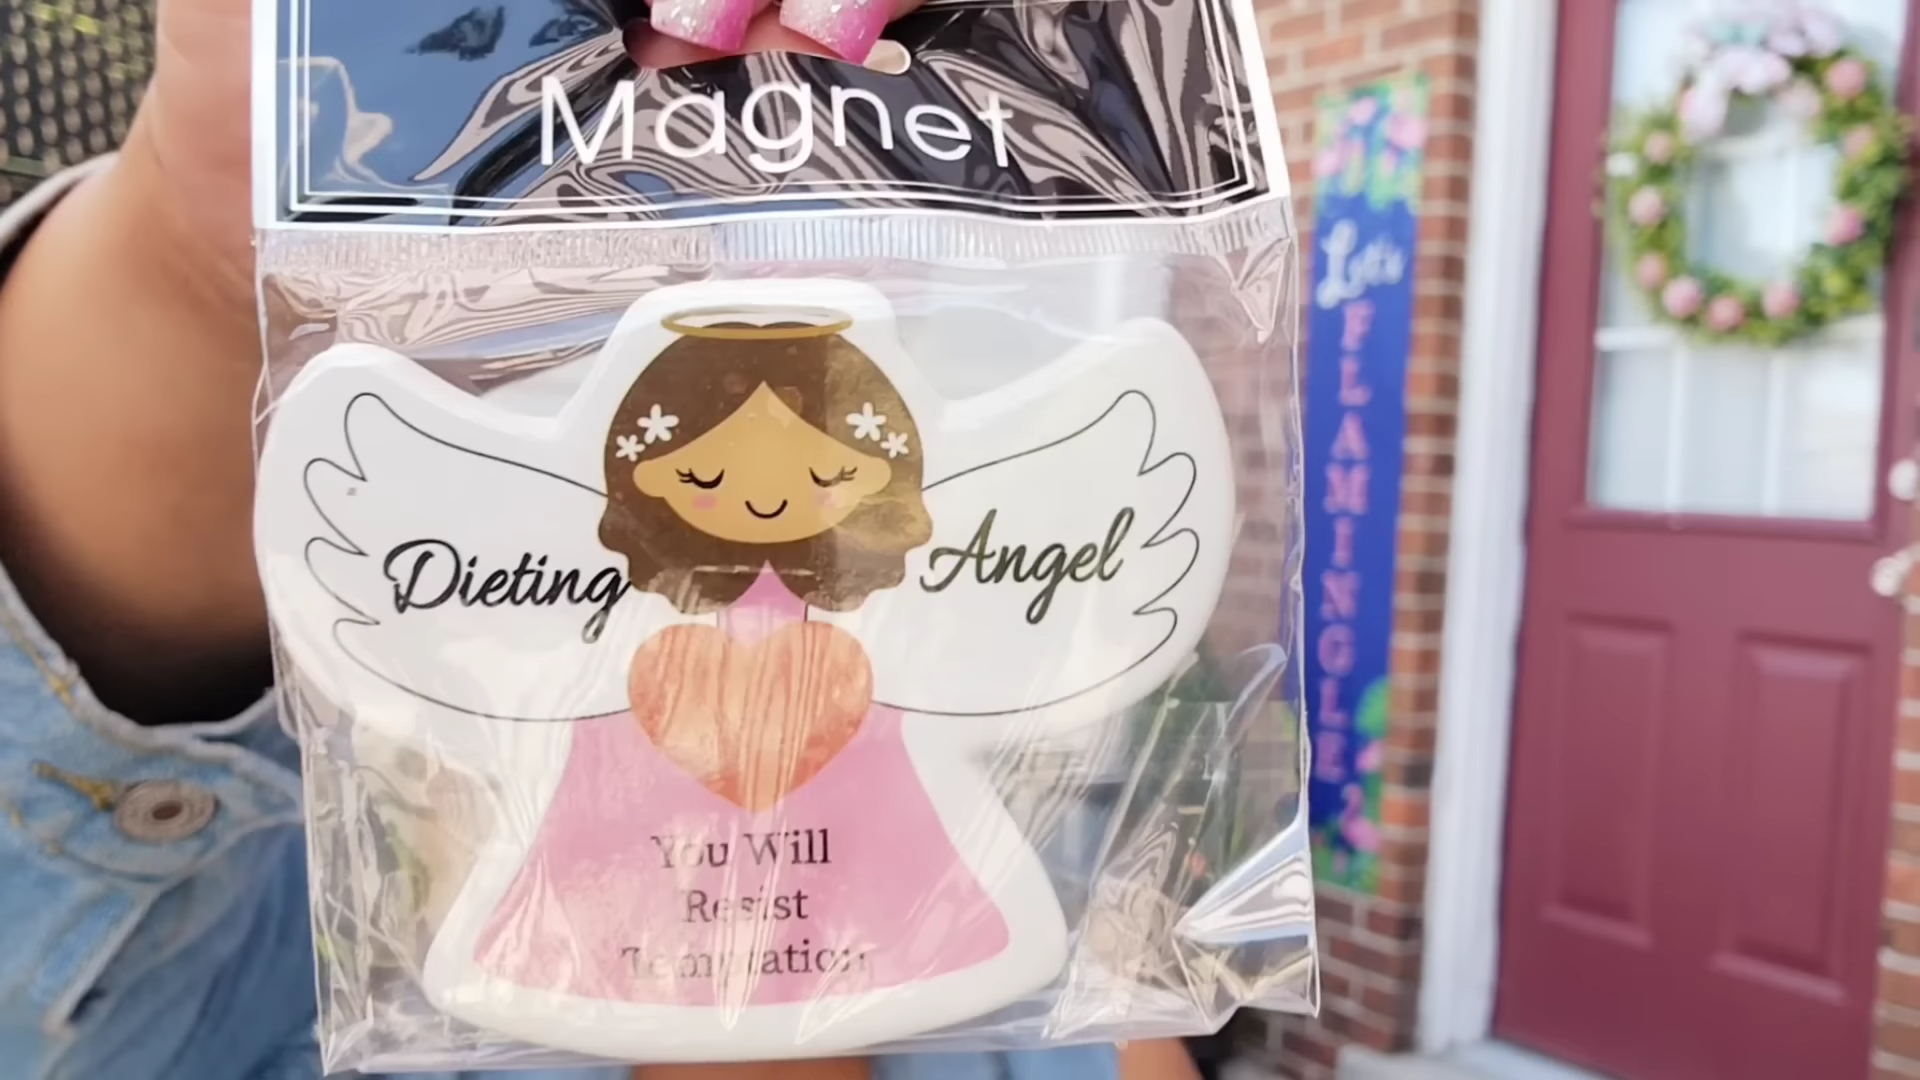 Magnet
Dieting Angel
You Will
Resist
Temptation
Let's
FLAMINGLE